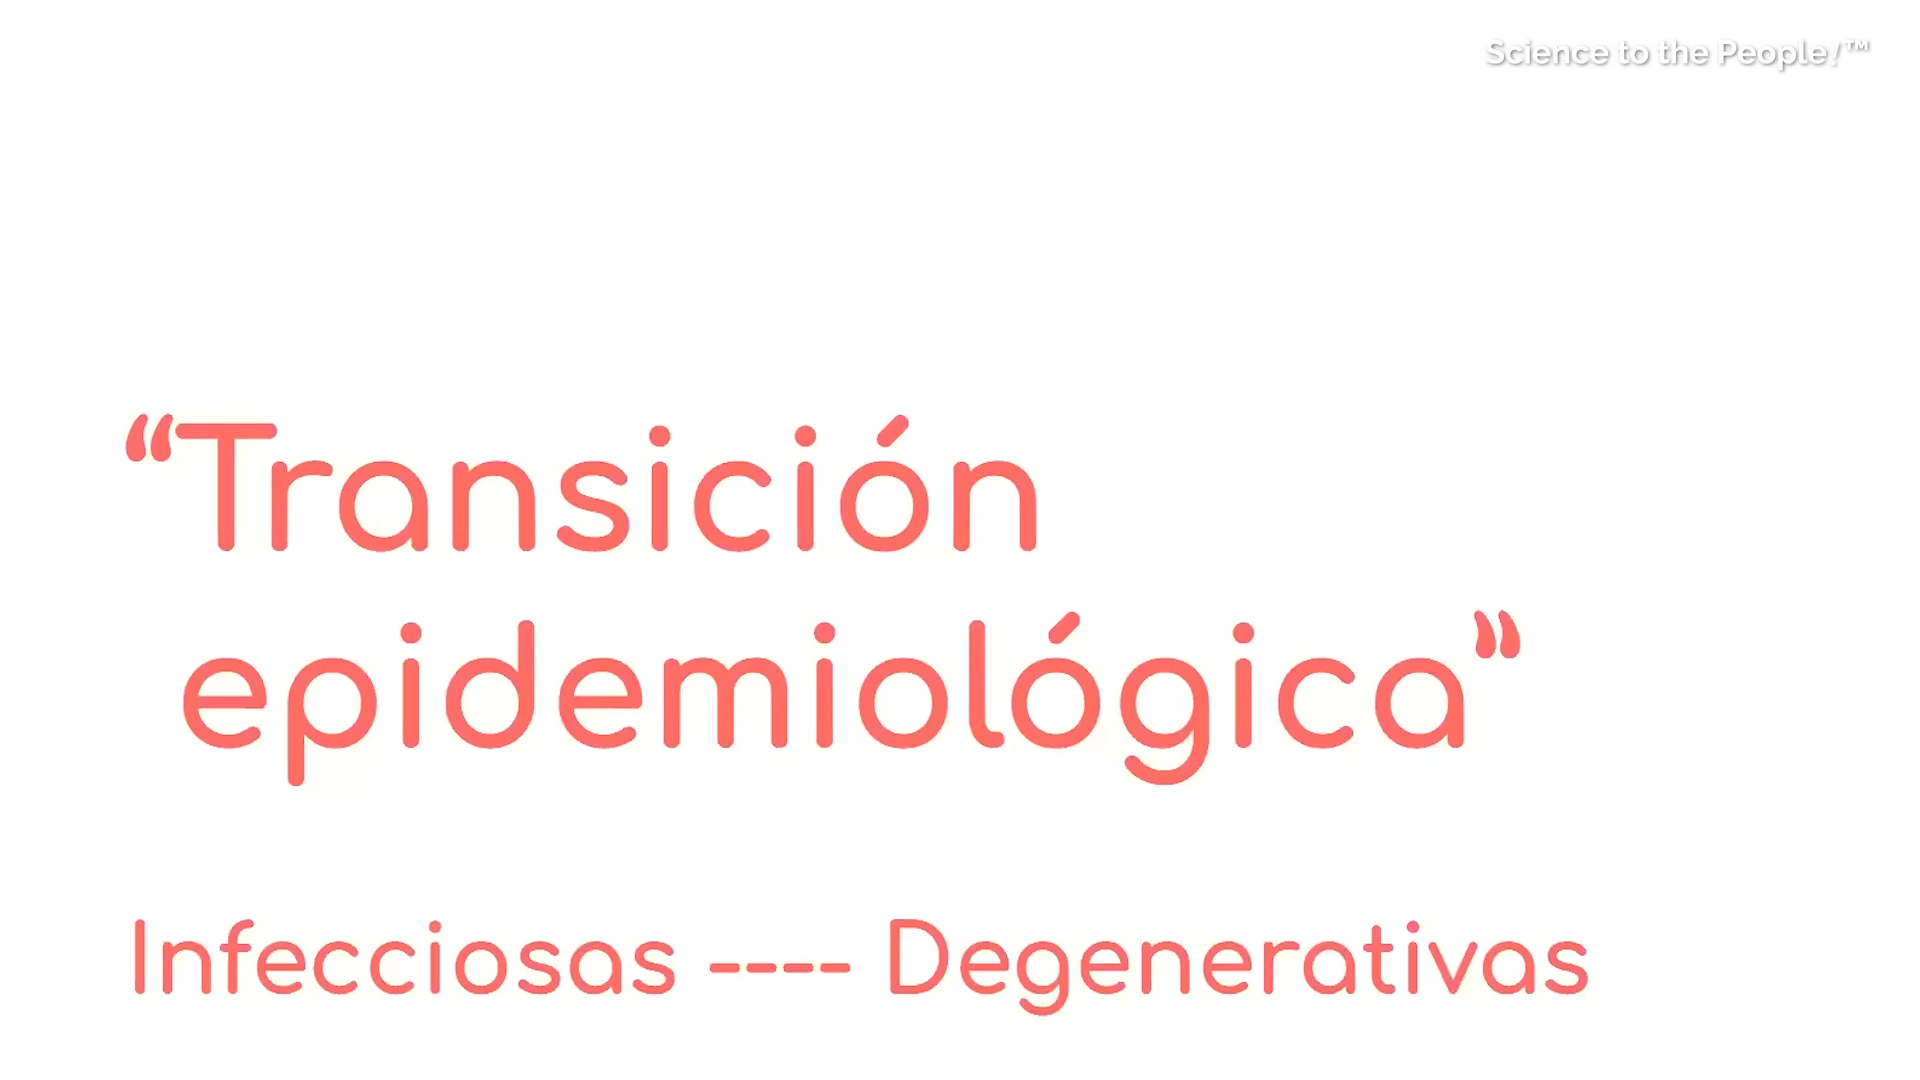 Science to the People!™
“Transición
epidemiológica”
Infecciosas ---- Degenerativas